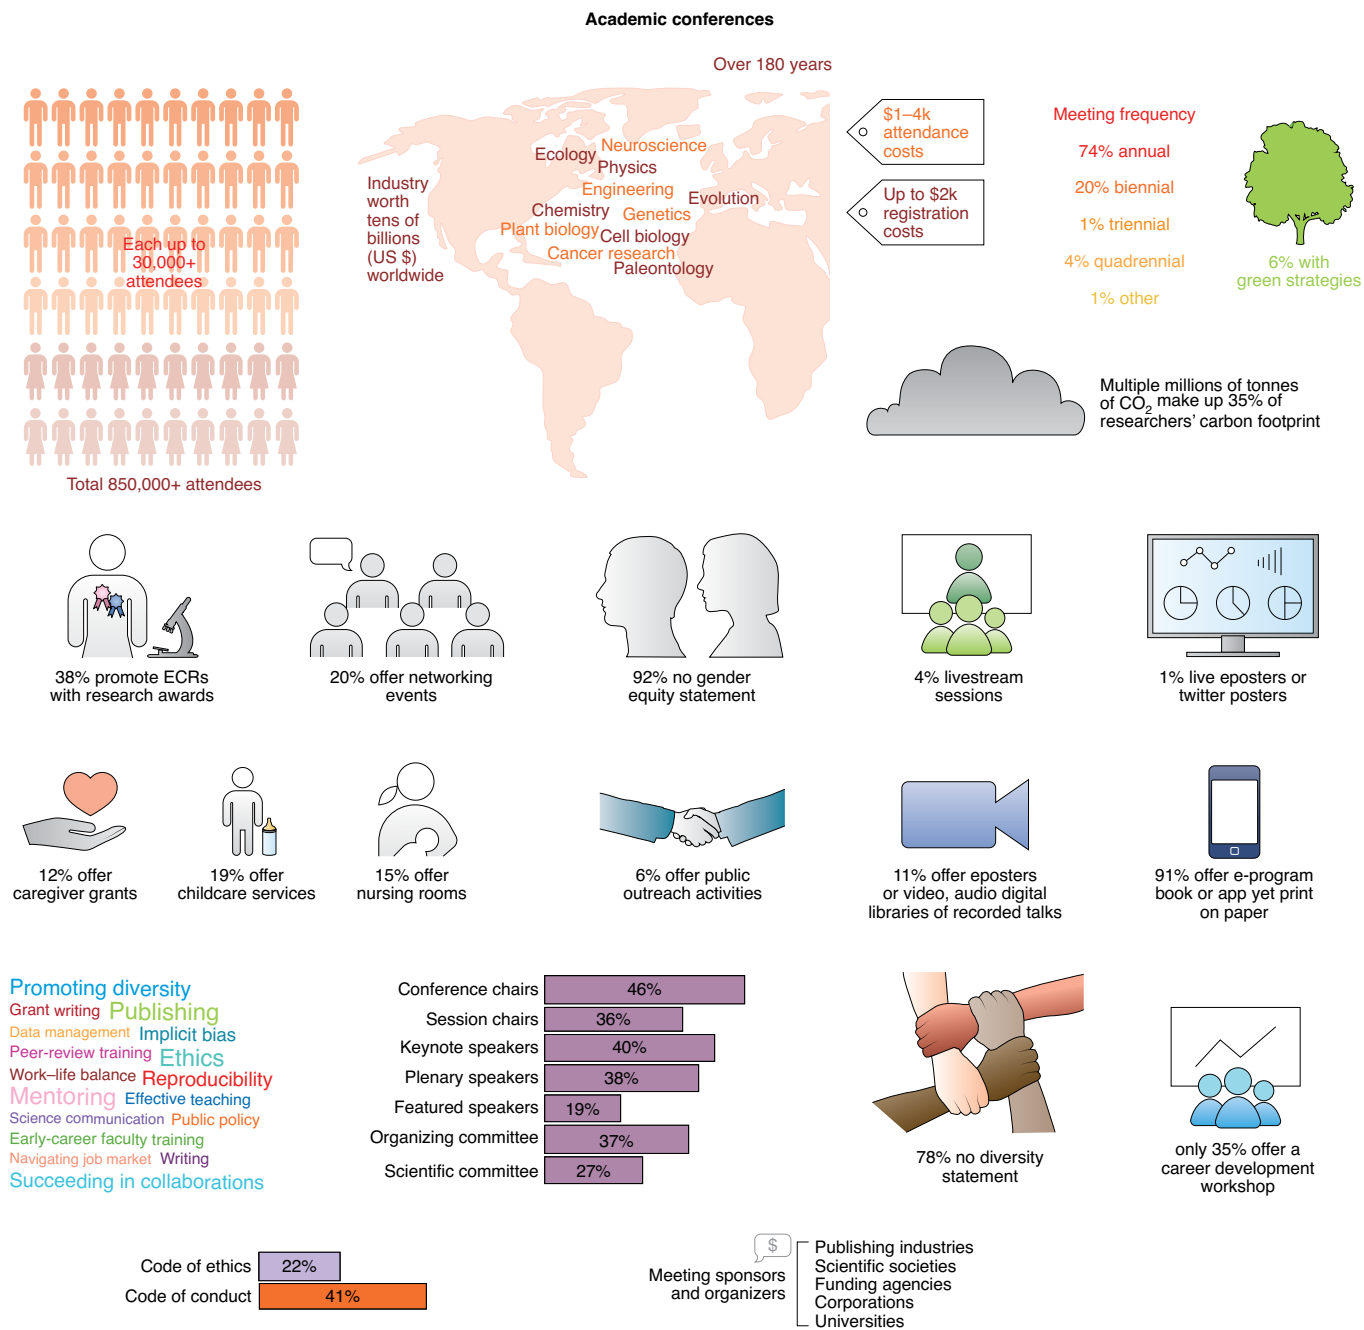 Academic conferences
Over 180 years
Each up to
30,000+
attendees
Total 850,000+ attendees
Industry
worth
tens of
billions
(US $)
worldwide
Ecology
Neuroscience
Physics
Engineering
Evolution
Chemistry
Genetics
Plant biology
Cell biology
Cancer research
Paleontology
$1–4k
attendance
costs
Up to $2k
registration
costs
Meeting frequency
74% annual
20% biennial
1% triennial
4% quadrennial
1% other
6% with
green strategies
Multiple millions of tonnes
of CO2 make up 35% of
researchers' carbon footprint
38% promote ECRs
with research awards
20% offer networking
events
92% no gender
equity statement
4% livestream
sessions
1% live eposters or
twitter posters
12% offer
caregiver grants
19% offer
childcare services
15% offer
nursing rooms
6% offer public
outreach activities
11% offer eposters
or video, audio digital
libraries of recorded talks
91% offer e-program
book or app yet print
on paper
Promoting diversity
Grant writing Publishing
Data management Implicit bias
Peer-review training Ethics
Work–life balance Reproducibility
Mentoring Effective teaching
Science communication Public policy
Early-career faculty training
Navigating job market Writing
Succeeding in collaborations
Conference chairs 46%
Session chairs 36%
Keynote speakers 40%
Plenary speakers 38%
Featured speakers 19%
Organizing committee 37%
Scientific committee 27%
78% no diversity
statement
only 35% offer a
career development
workshop
Code of ethics 22%
Code of conduct 41%
$
Meeting sponsors
and organizers
Publishing industries
Scientific societies
Funding agencies
Corporations
Universities